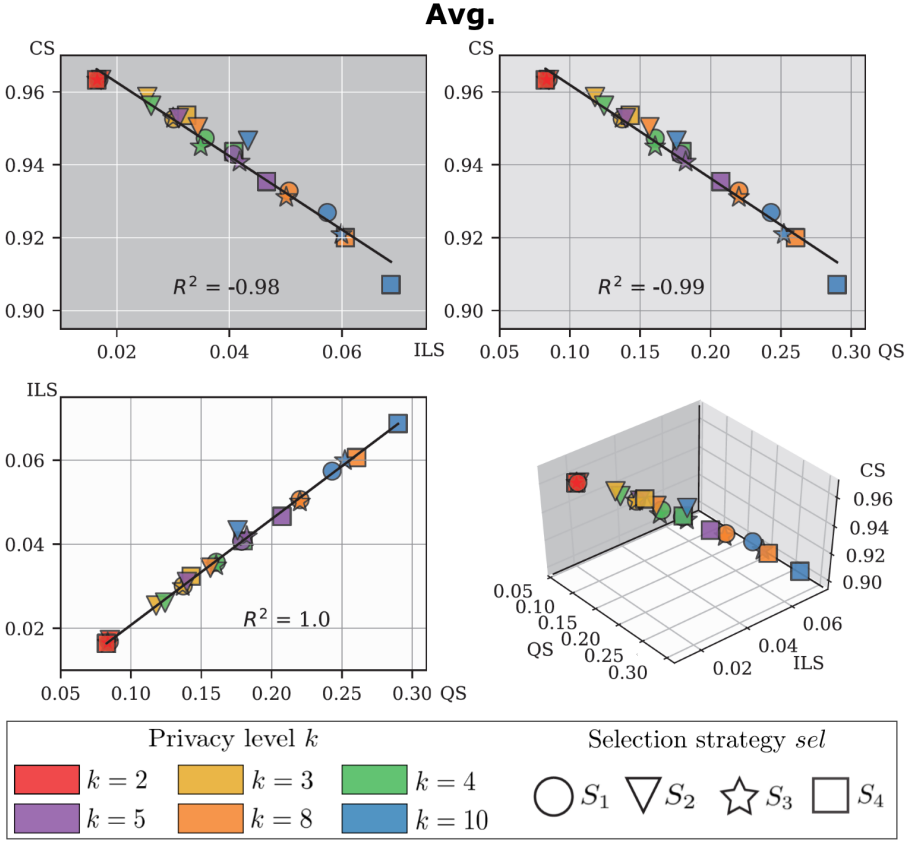 Avg.
CS
CS
0.96
0.94
0.92
0.90
R² = -0.98
0.02
0.04
0.06
ILS
0.96
0.94
0.92
0.90
R² = -0.99
0.05
0.10
0.15
0.20
0.25
0.30
QS
ILS
0.06
0.04
0.02
R² = 1.0
0.05
0.10
0.15
0.20
0.25
0.30
QS
CS
0.96
0.94
0.92
0.90
0.05
0.10
0.15
0.20
0.25
0.30
QS
0.02
0.04
0.06
ILS
Privacy level k
k = 2
k = 3
k = 4
k = 5
k = 8
k = 10
Selection strategy sel
S₁
S₂
S₃
S₄